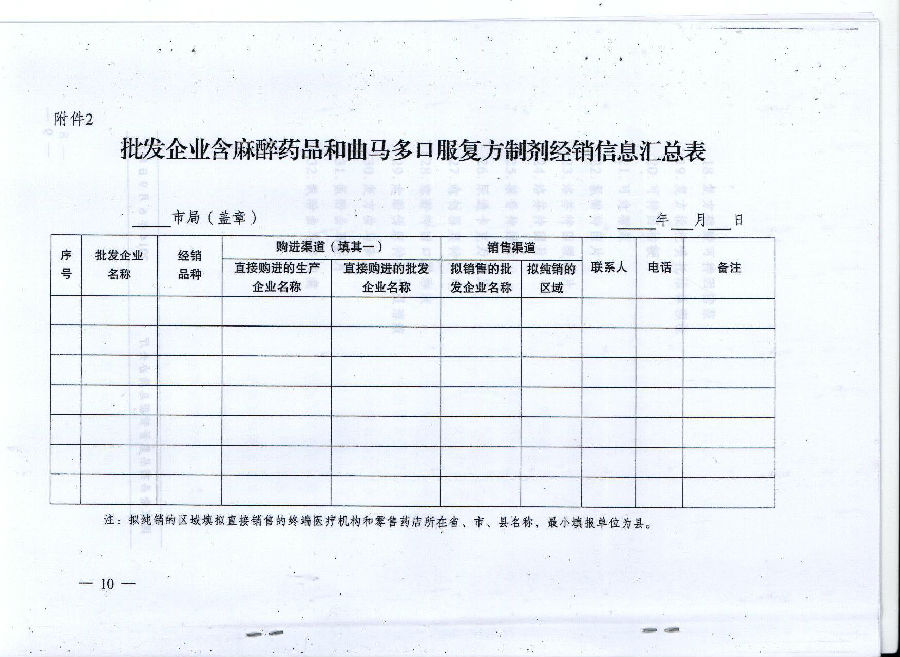 附件2
批发企业含麻醉药品和曲马多口服复方制剂经销信息汇总表
____市局（盖章） ____年___月___日
序号 批发企业名称 经销品种 购进渠道（填其一） 销售渠道 联系人 电话 备注
直接购进的生产企业名称 直接购进的批发企业名称 拟销售的批发企业名称 拟纯销的区域
注：拟纯销的区域填拟直接销售的终端医疗机构和零售药店所在省、市、县名称，最小填报单位为县。
— 10 —